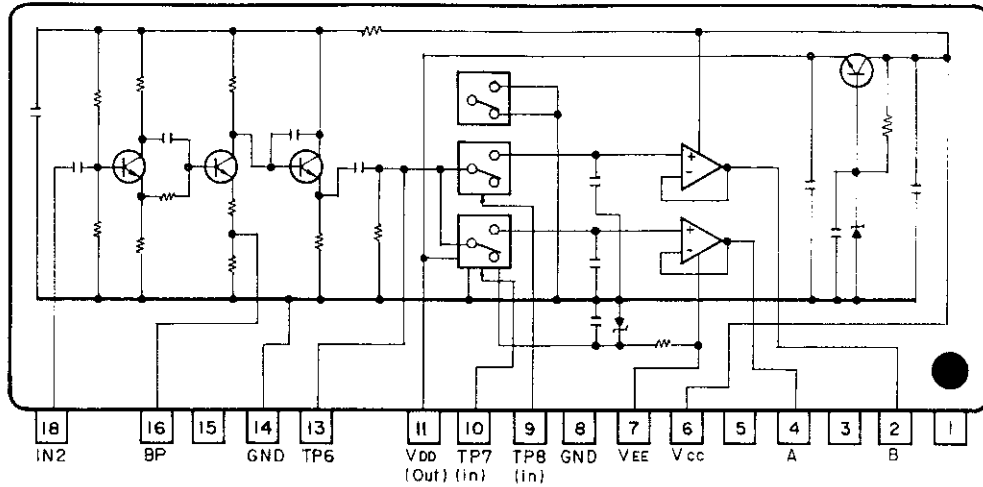 +
-
+
-
18 16 15 14 13 11 10 9 8 7 6 5 4 3 2 1
IN2 BP GND TP6 VDD TP7 TP8 GND VEE VCC A B
(Out) (in) (in)